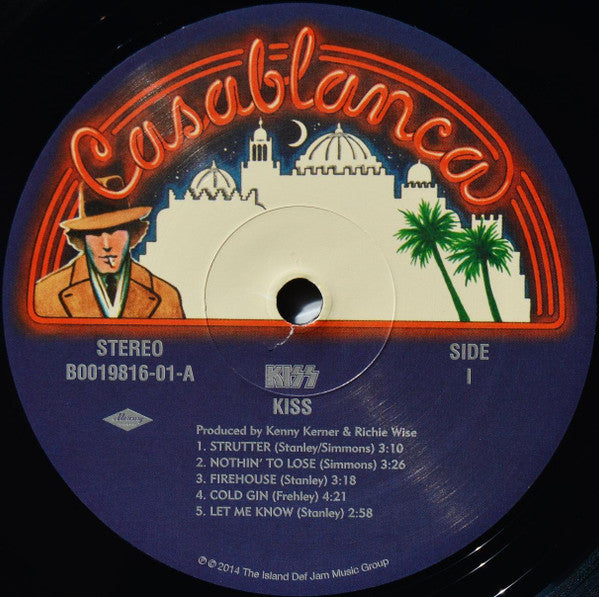 Casablanca
STEREO
B0019816-01-A
SIDE
I
KISS
KISS
Mercury
Produced by Kenny Kerner & Richie Wise
1. STRUTTER (Stanley/Simmons) 3:10
2. NOTHIN' TO LOSE (Simmons) 3:26
3. FIREHOUSE (Stanley) 3:18
4. COLD GIN (Frehley) 4:21
5. LET ME KNOW (Stanley) 2:58
℗ © 2014 The Island Def Jam Music Group